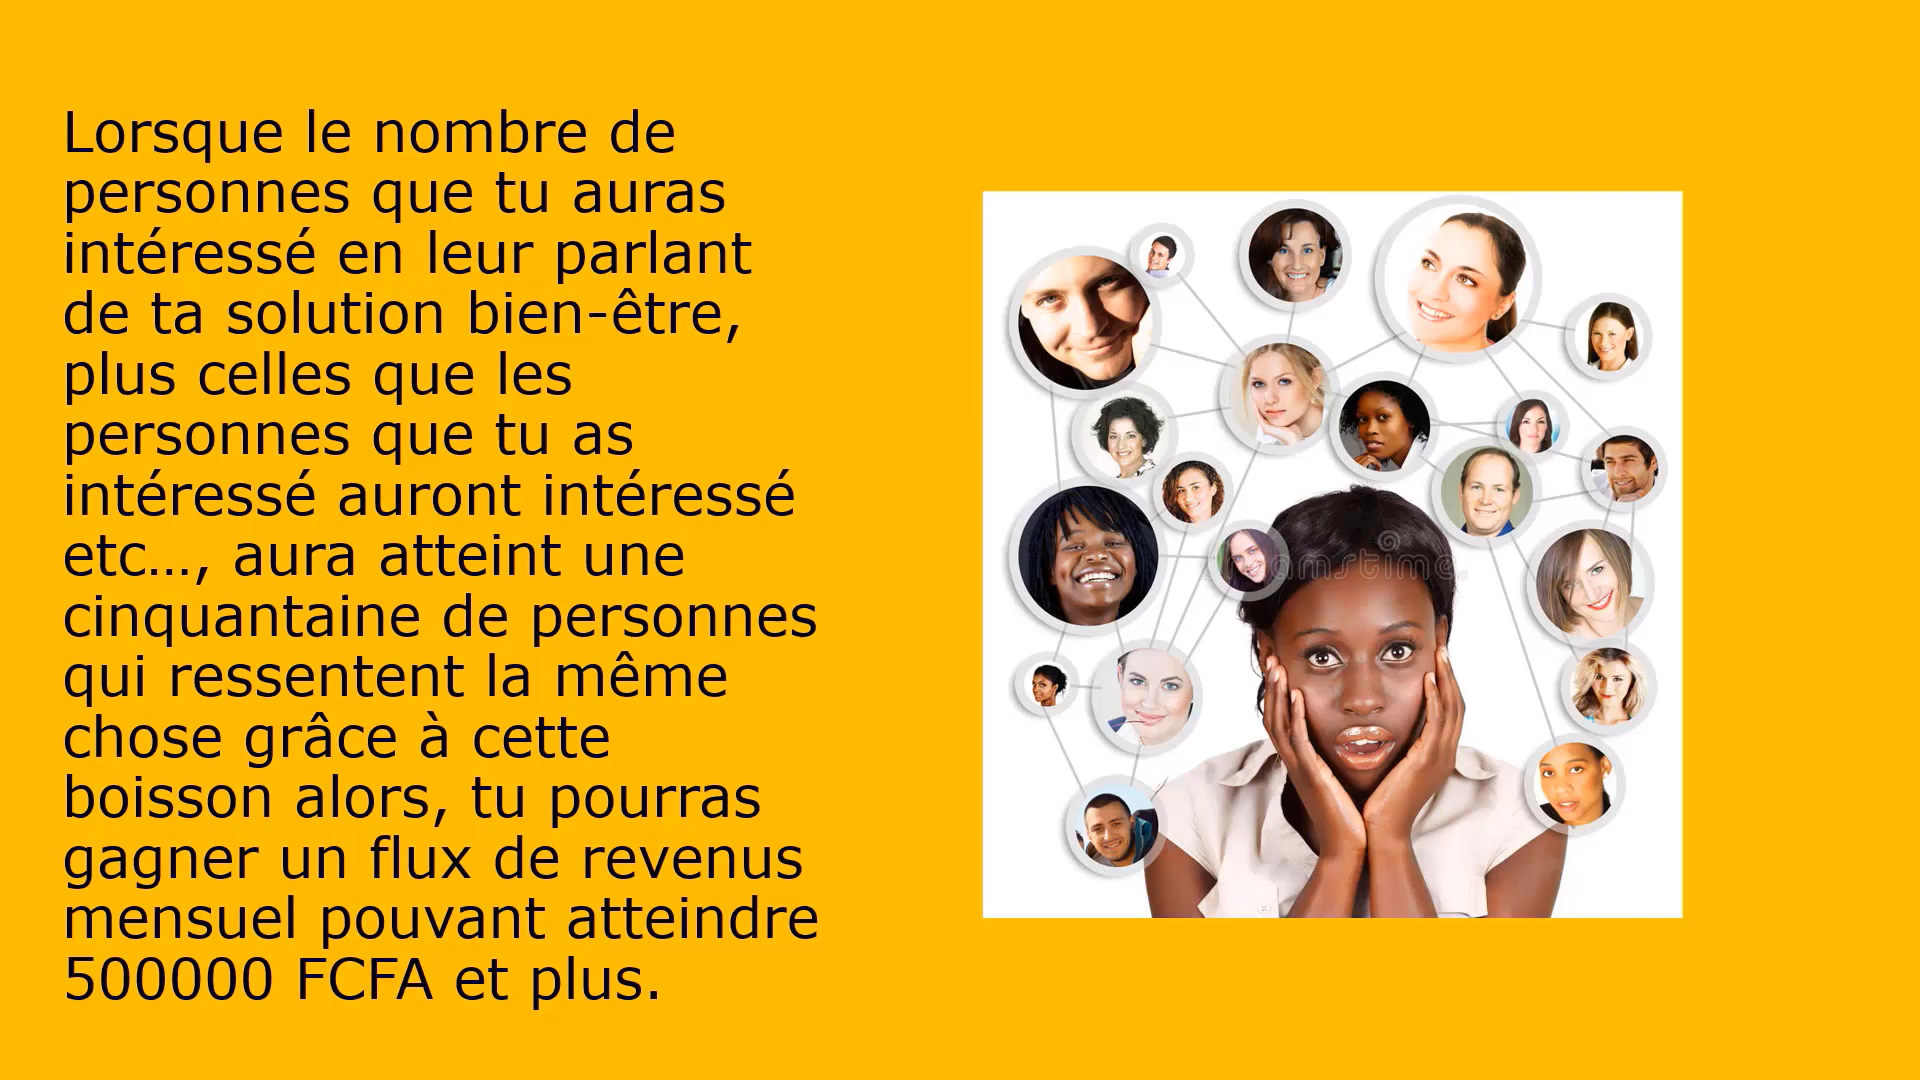 Lorsque le nombre de
personnes que tu auras
intéressé en leur parlant
de ta solution bien-être,
plus celles que les
personnes que tu as
intéressé auront intéressé
etc…, aura atteint une
cinquantaine de personnes
qui ressentent la même
chose grâce à cette
boisson alors, tu pourras
gagner un flux de revenus
mensuel pouvant atteindre
500000 FCFA et plus.